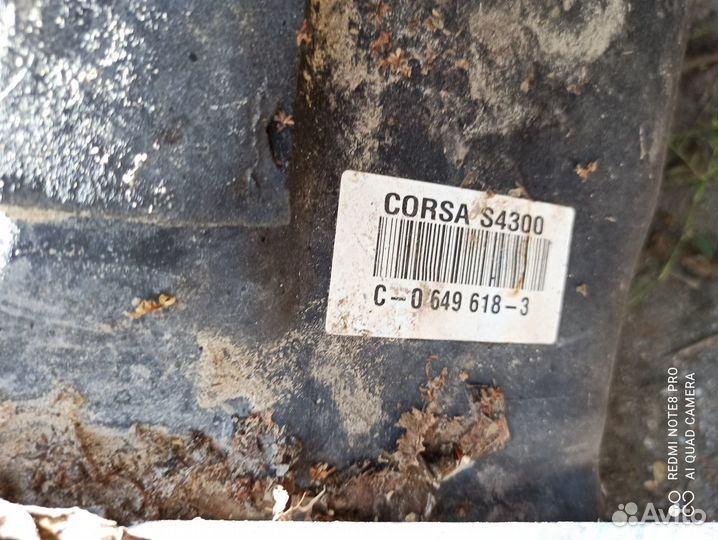 CORSA S4300
C-0 649 618-3
REDMI NOTE8 PRO
AI QUAD CAMERA
Avito